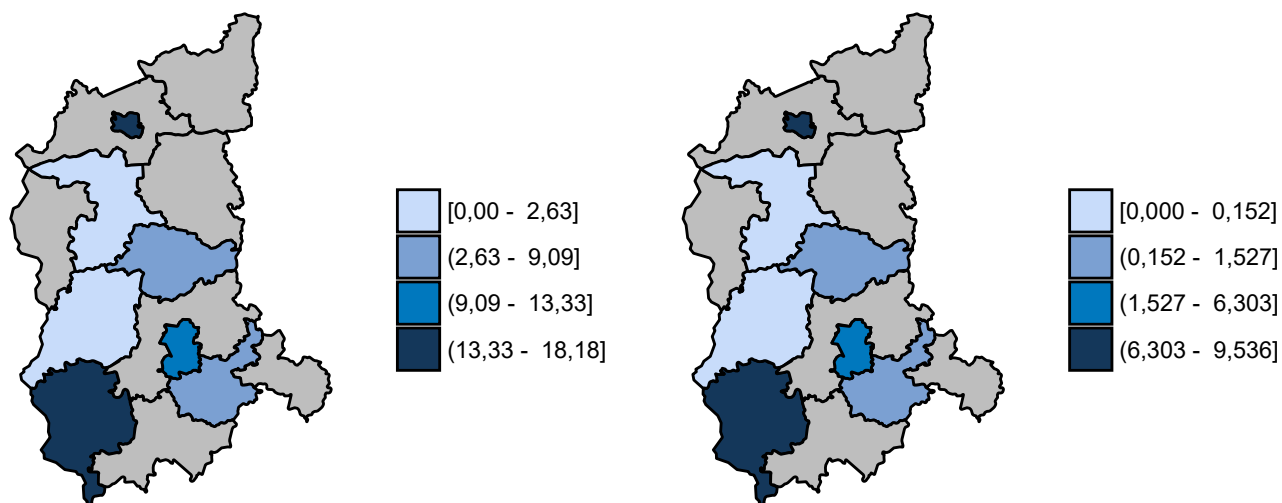 [0,00 - 2,63]
(2,63 - 9,09]
(9,09 - 13,33]
(13,33 - 18,18]
[0,000 - 0,152]
(0,152 - 1,527]
(1,527 - 6,303]
(6,303 - 9,536]